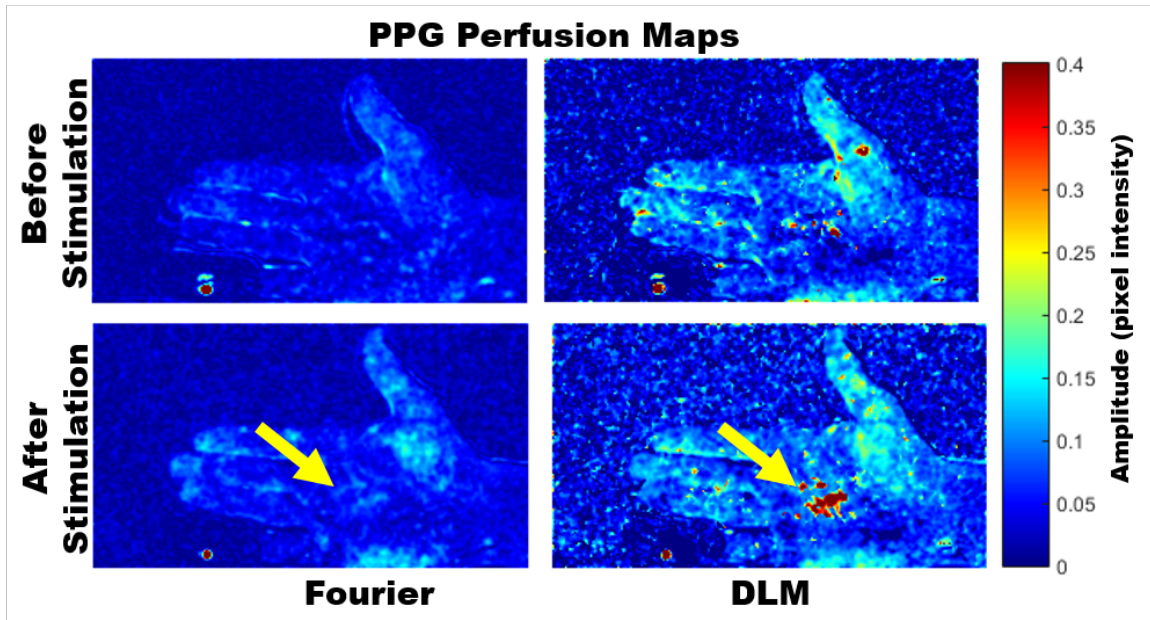 PPG Perfusion Maps
Before
Stimulation
After
Stimulation
Fourier
DLM
0.4
0.35
0.3
0.25
0.2
0.15
0.1
0.05
0
Amplitude (pixel intensity)